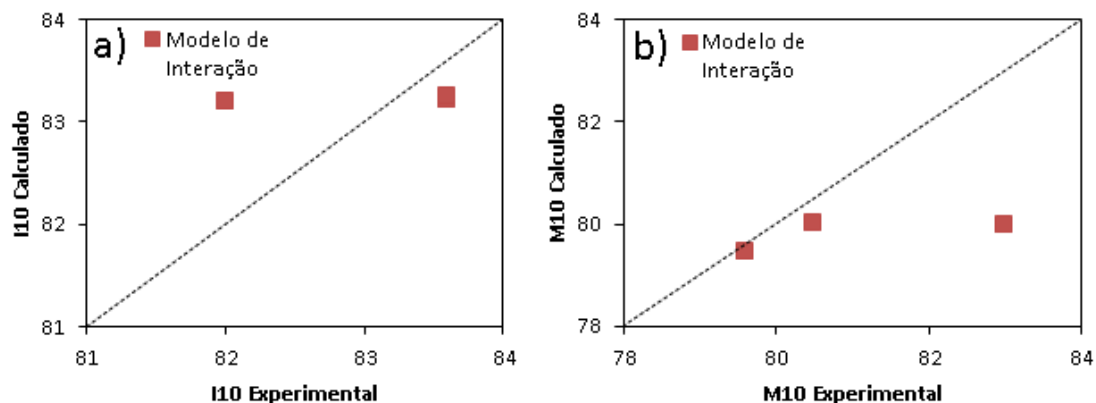 a)
Modelo de
Interação
84
83
82
81
I10 Calculado
81 82 83 84
I10 Experimental
b)
Modelo de
Interação
84
82
80
78
M10 Calculado
78 80 82 84
M10 Experimental